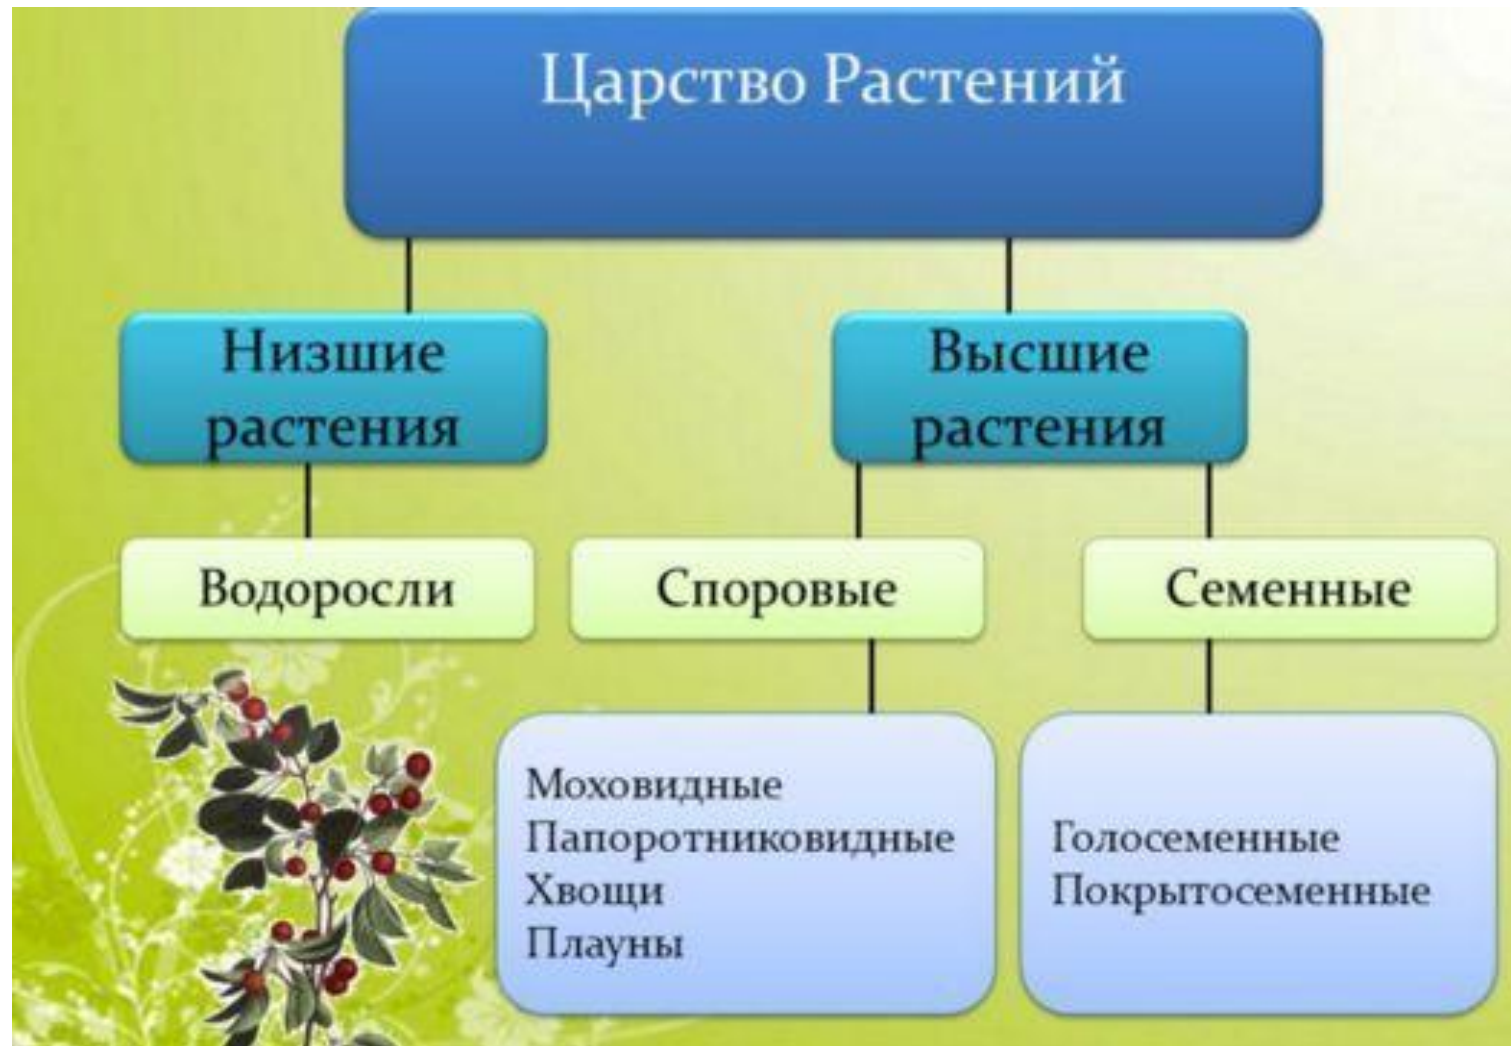 Царство Растений
Низшие
растения
Высшие
растения
Водоросли
Споровые
Семенные
Моховидные
Папоротниковидные
Хвощи
Плауны
Голосеменные
Покрытосеменные